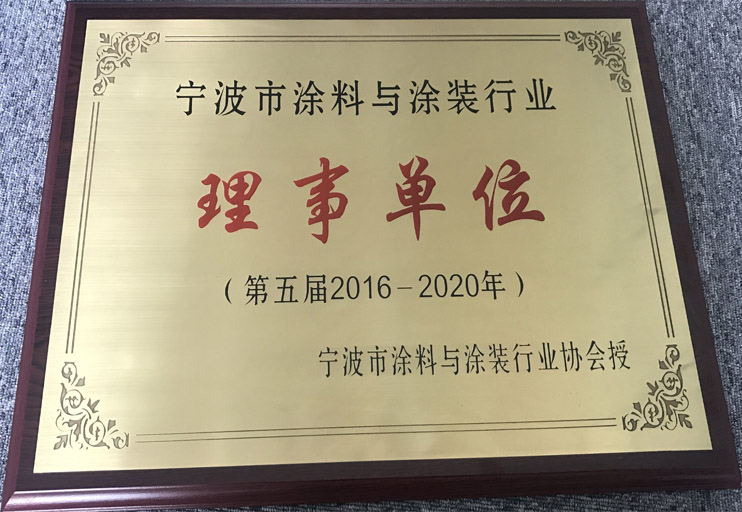 宁波市涂料与涂装行业
理事单位
（第五届2016－2020年）
宁波市涂料与涂装行业协会授